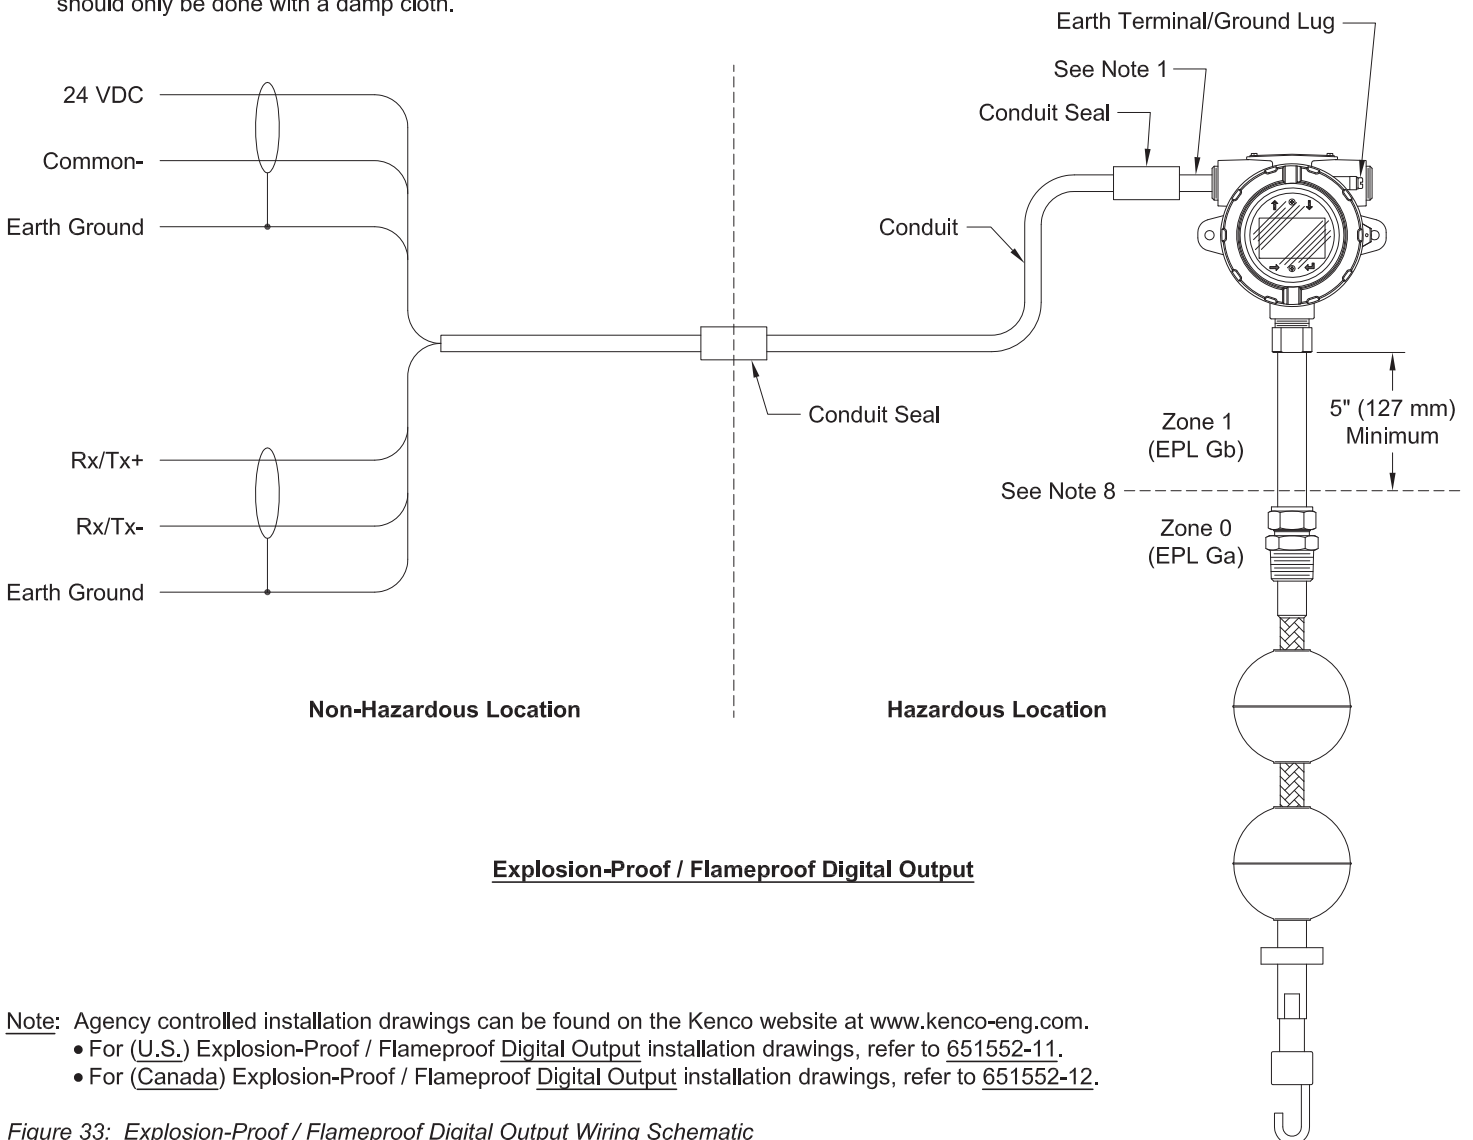 should only be done with a damp cloth.
Earth Terminal/Ground Lug
See Note 1
Conduit Seal
24 VDC
Common-
Earth Ground
Conduit
Conduit Seal
Zone 1
(EPL Gb)
5" (127 mm)
Minimum
Rx/Tx+
See Note 8
Rx/Tx-
Zone 0
(EPL Ga)
Earth Ground
Non-Hazardous Location
Hazardous Location
Explosion-Proof / Flameproof Digital Output
Note: Agency controlled installation drawings can be found on the Kenco website at www.kenco-eng.com.
• For (U.S.) Explosion-Proof / Flameproof Digital Output installation drawings, refer to 651552-11.
• For (Canada) Explosion-Proof / Flameproof Digital Output installation drawings, refer to 651552-12.
Figure 33: Explosion-Proof / Flameproof Digital Output Wiring Schematic